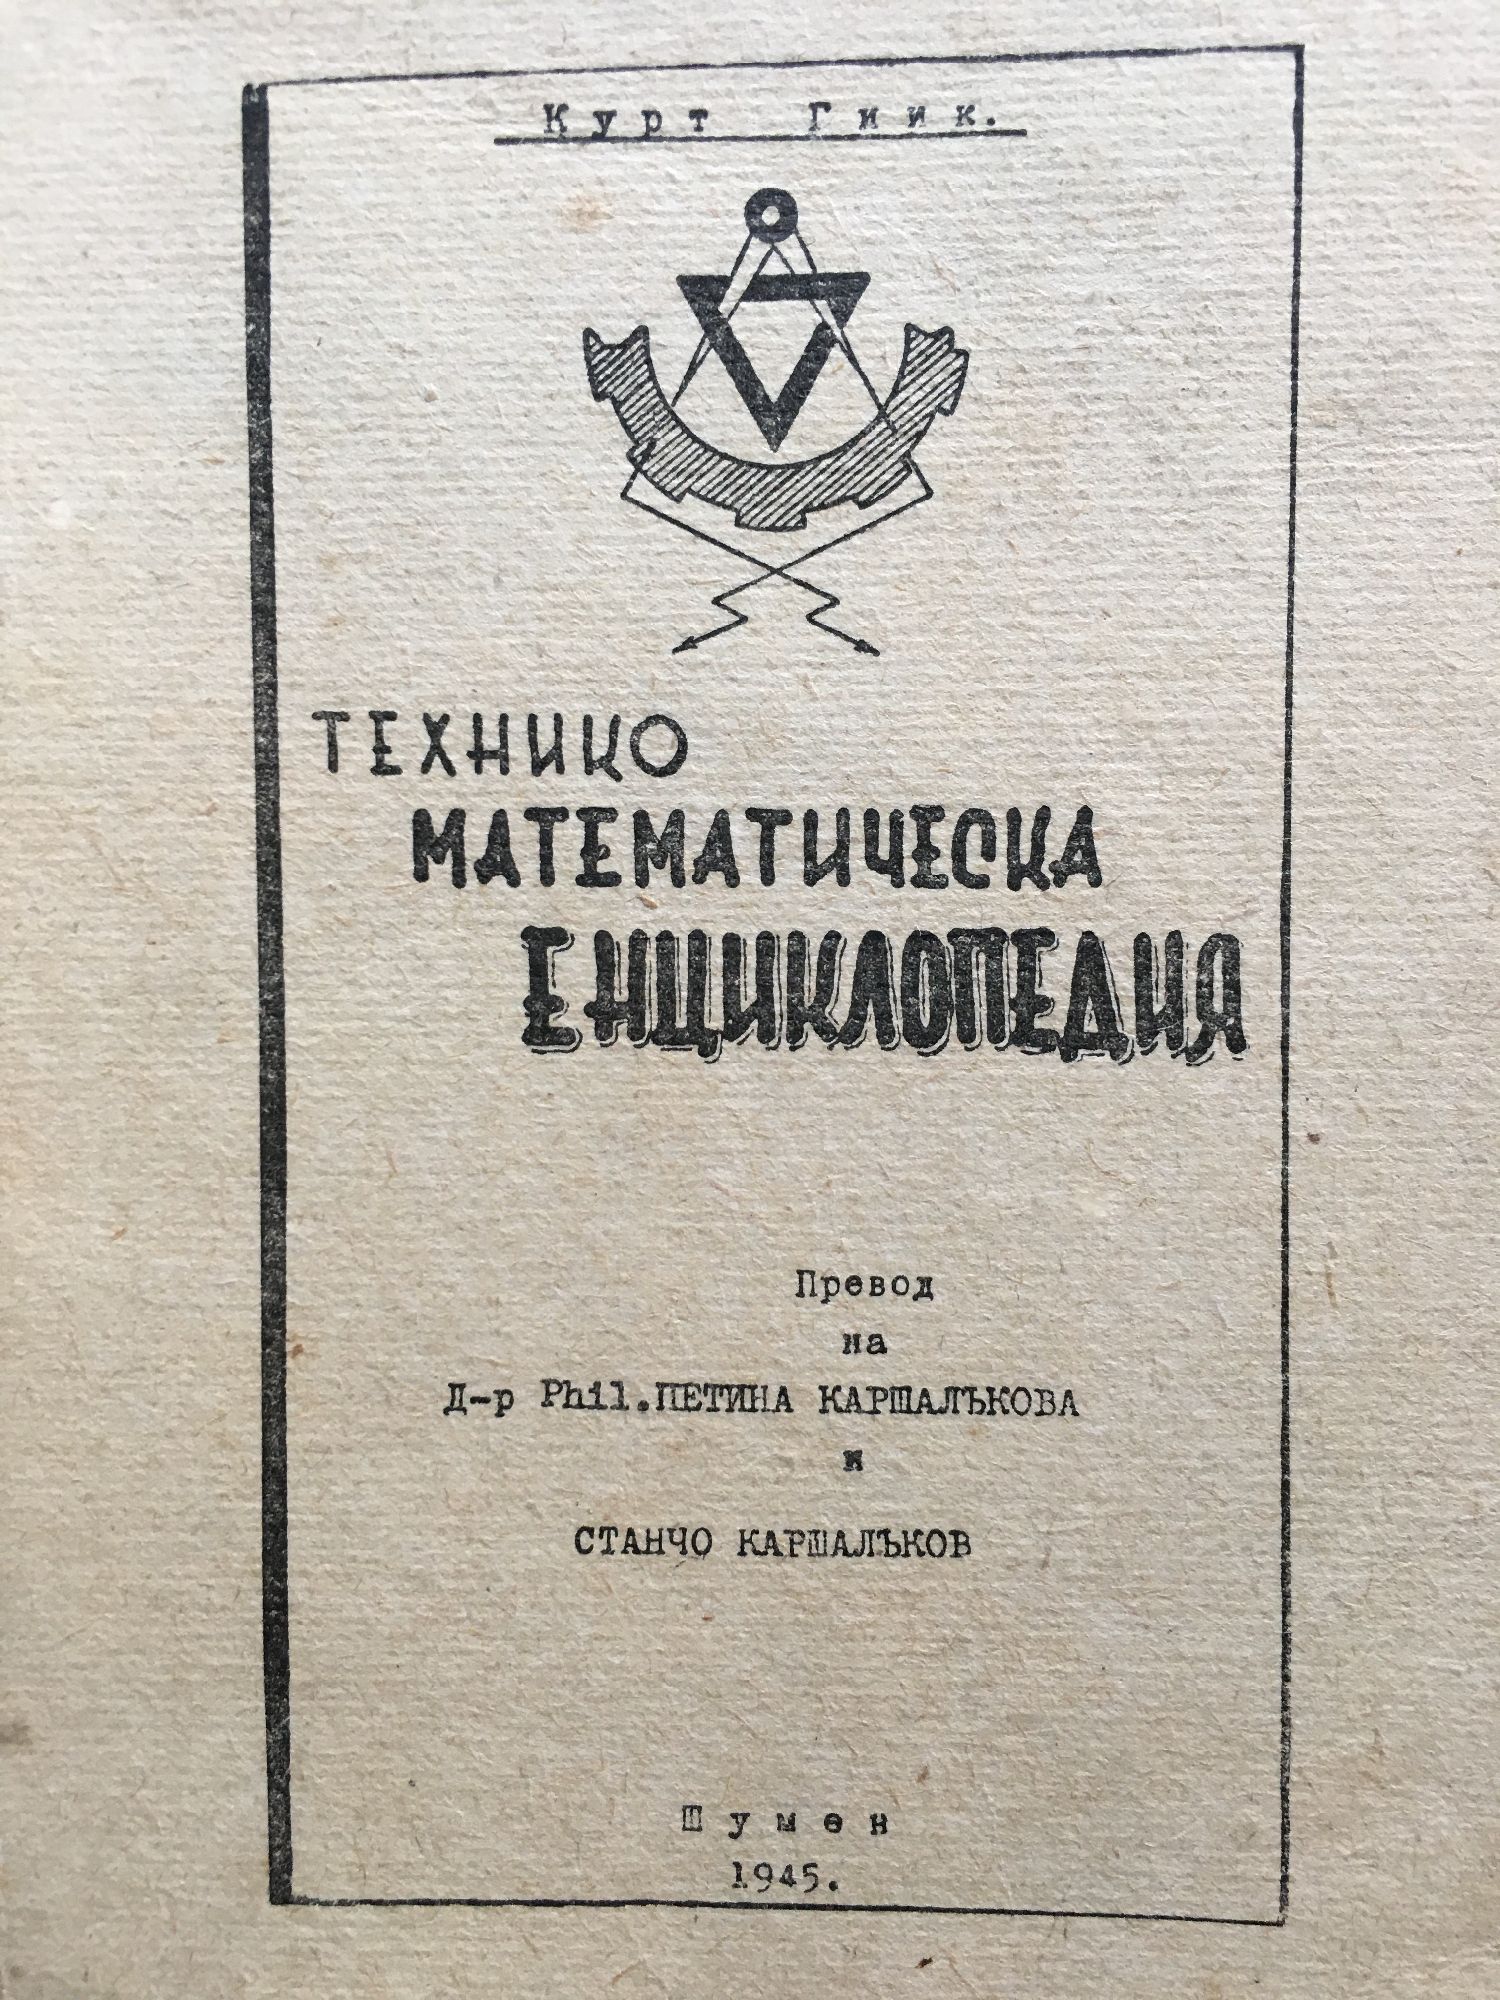 Курт Гиик.
ТЕХНИКО
МАТЕМАТИЧЕСКА
ЕНЦИКЛОПЕДИЯ
Превод
на
Д-р Phil.ПЕТИНА КАРШАЛЪКОВА
и
СТАНЧО КАРШАЛЪКОВ
Шумен
1945.